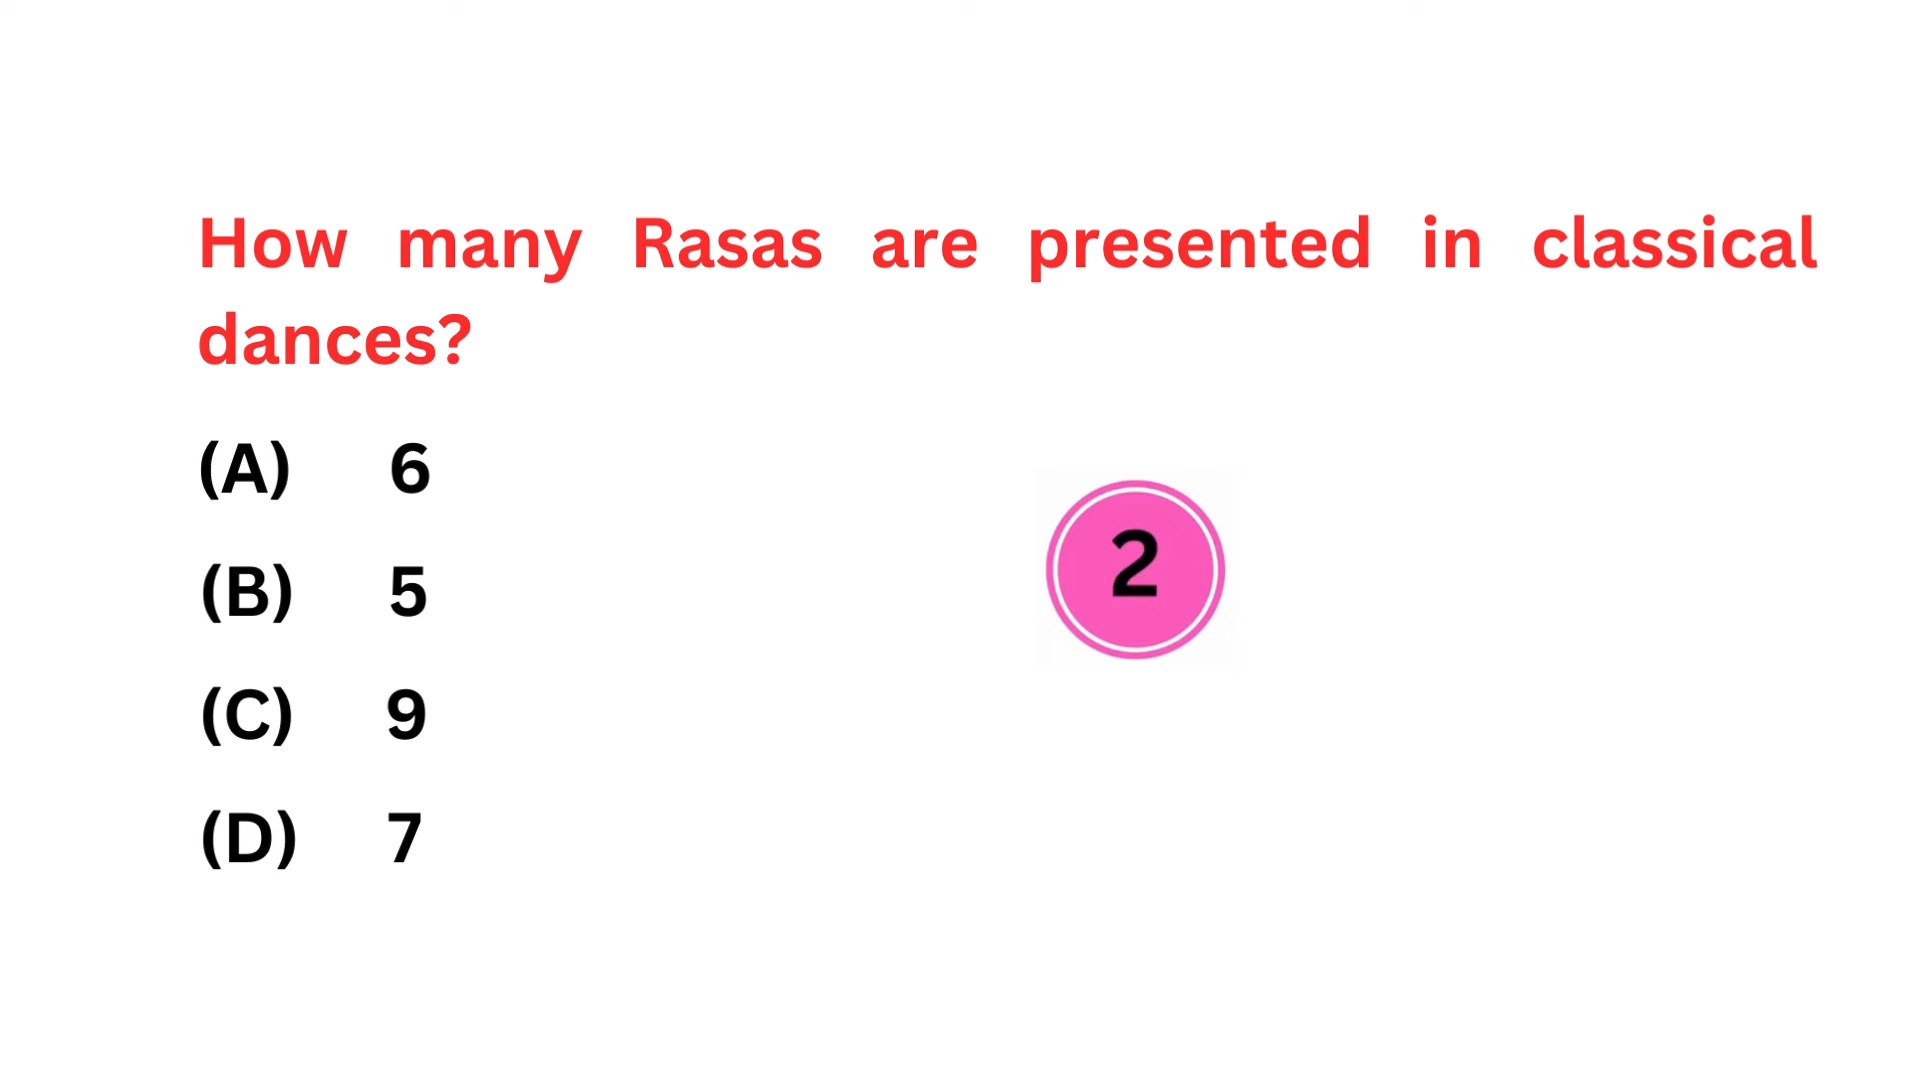 How many Rasas are presented in classical
dances?
(A) 6
(B) 5
2
(C) 9
(D) 7